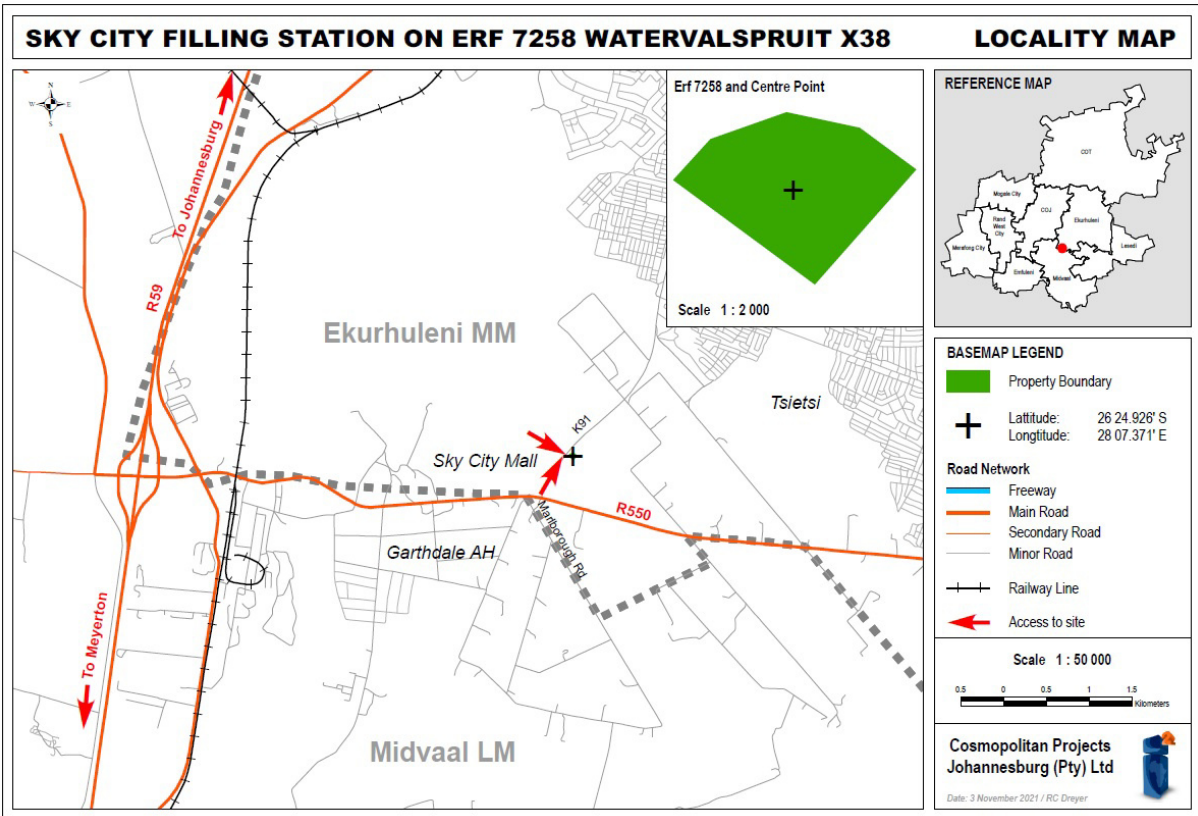 SKY CITY FILLING STATION ON ERF 7258 WATERVALSPRUIT X38
LOCALITY MAP
N
W E
S
To Johannesburg
R59
Ekurhuleni MM
Erf 7258 and Centre Point
Scale 1 : 2 000
Tsietsi
K91
Sky City Mall
R550
Marlborough Rd
Garthdale AH
To Meyerton
Midvaal LM
REFERENCE MAP
COT
Mogale City
COJ
Ekurhuleni
Rand
West
City
Merafong City
Lesedi
Emfuleni
Midvaal
BASEMAP LEGEND
Property Boundary
Lattitude: 26 24.926' S
Longtitude: 28 07.371' E
Road Network
Freeway
Main Road
Secondary Road
Minor Road
Railway Line
Access to site
Scale 1 : 50 000
0.5 0 0.5 1 1.5
Kilometers
Cosmopolitan Projects
Johannesburg (Pty) Ltd
Date: 3 November 2021 / RC Dreyer